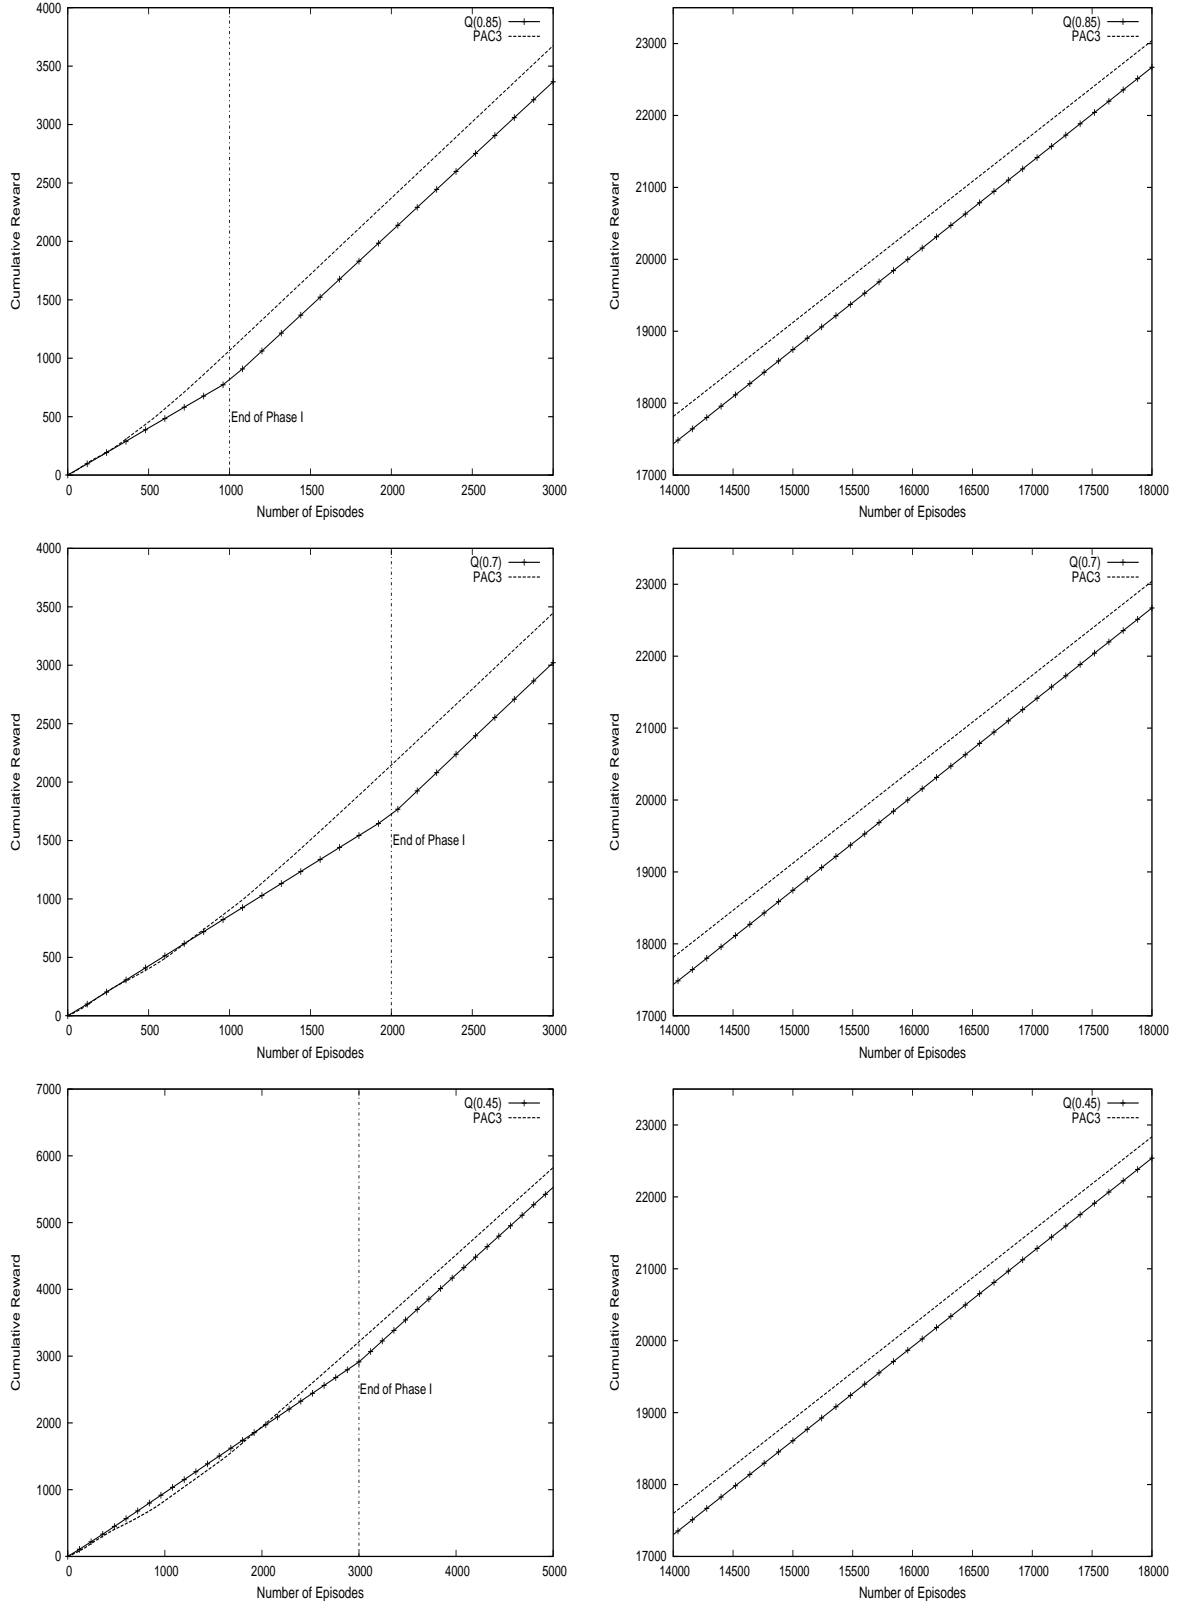 4000
3500
3000
2500
2000
1500
1000
500
0
Cumulative Reward
Q(0.85)
PAC3
End of Phase I
0 500 1000 1500 2000 2500 3000
Number of Episodes
23000
22000
21000
20000
19000
18000
17000
Cumulative Reward
Q(0.85)
PAC3
14000 14500 15000 15500 16000 16500 17000 17500 18000
Number of Episodes
4000
3500
3000
2500
2000
1500
1000
500
0
Cumulative Reward
Q(0.7)
PAC3
End of Phase I
0 500 1000 1500 2000 2500 3000
Number of Episodes
23000
22000
21000
20000
19000
18000
17000
Cumulative Reward
Q(0.7)
PAC3
14000 14500 15000 15500 16000 16500 17000 17500 18000
Number of Episodes
7000
6000
5000
4000
3000
2000
1000
0
Cumulative Reward
Q(0.45)
PAC3
End of Phase I
0 1000 2000 3000 4000 5000
Number of Episodes
23000
22000
21000
20000
19000
18000
17000
Cumulative Reward
Q(0.45)
PAC3
14000 14500 15000 15500 16000 16500 17000 17500 18000
Number of Episodes